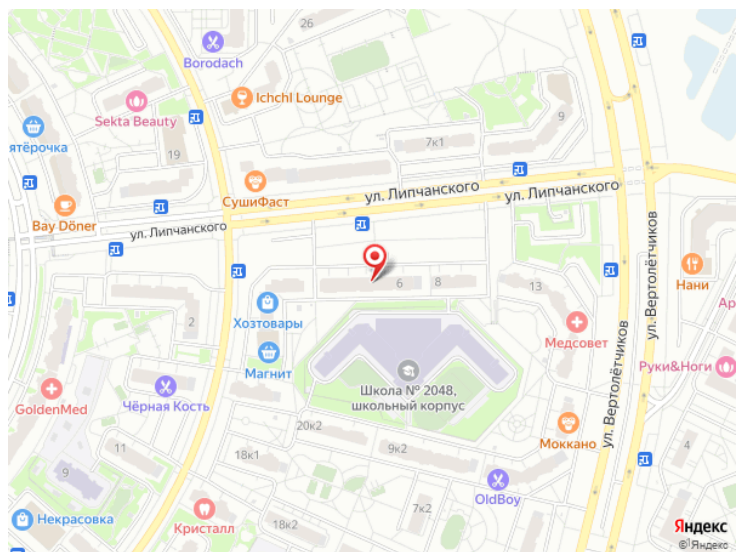 26
Borodach
Ichchl Lounge
Sekta Beauty
ятёрочка
19
7к1
9
СушиФаст
ул. Липчанского
ул. Липчанского
Bay Döner
ул. Липчанского
ул. Вертолётчиков
6
8
13
Нани
Хозтовары
2
Ар
Медсовет
ул. Вертолётчиков
Магнит
Руки&Ноги
GoldenMed
Чёрная Кость
Школа № 2048,
школьный корпус
20к2
Моккано
11
9к2
4
9
OldBoy
Некрасовка
Кристалл
18к2
7к2
Яндекс
© Яндекс